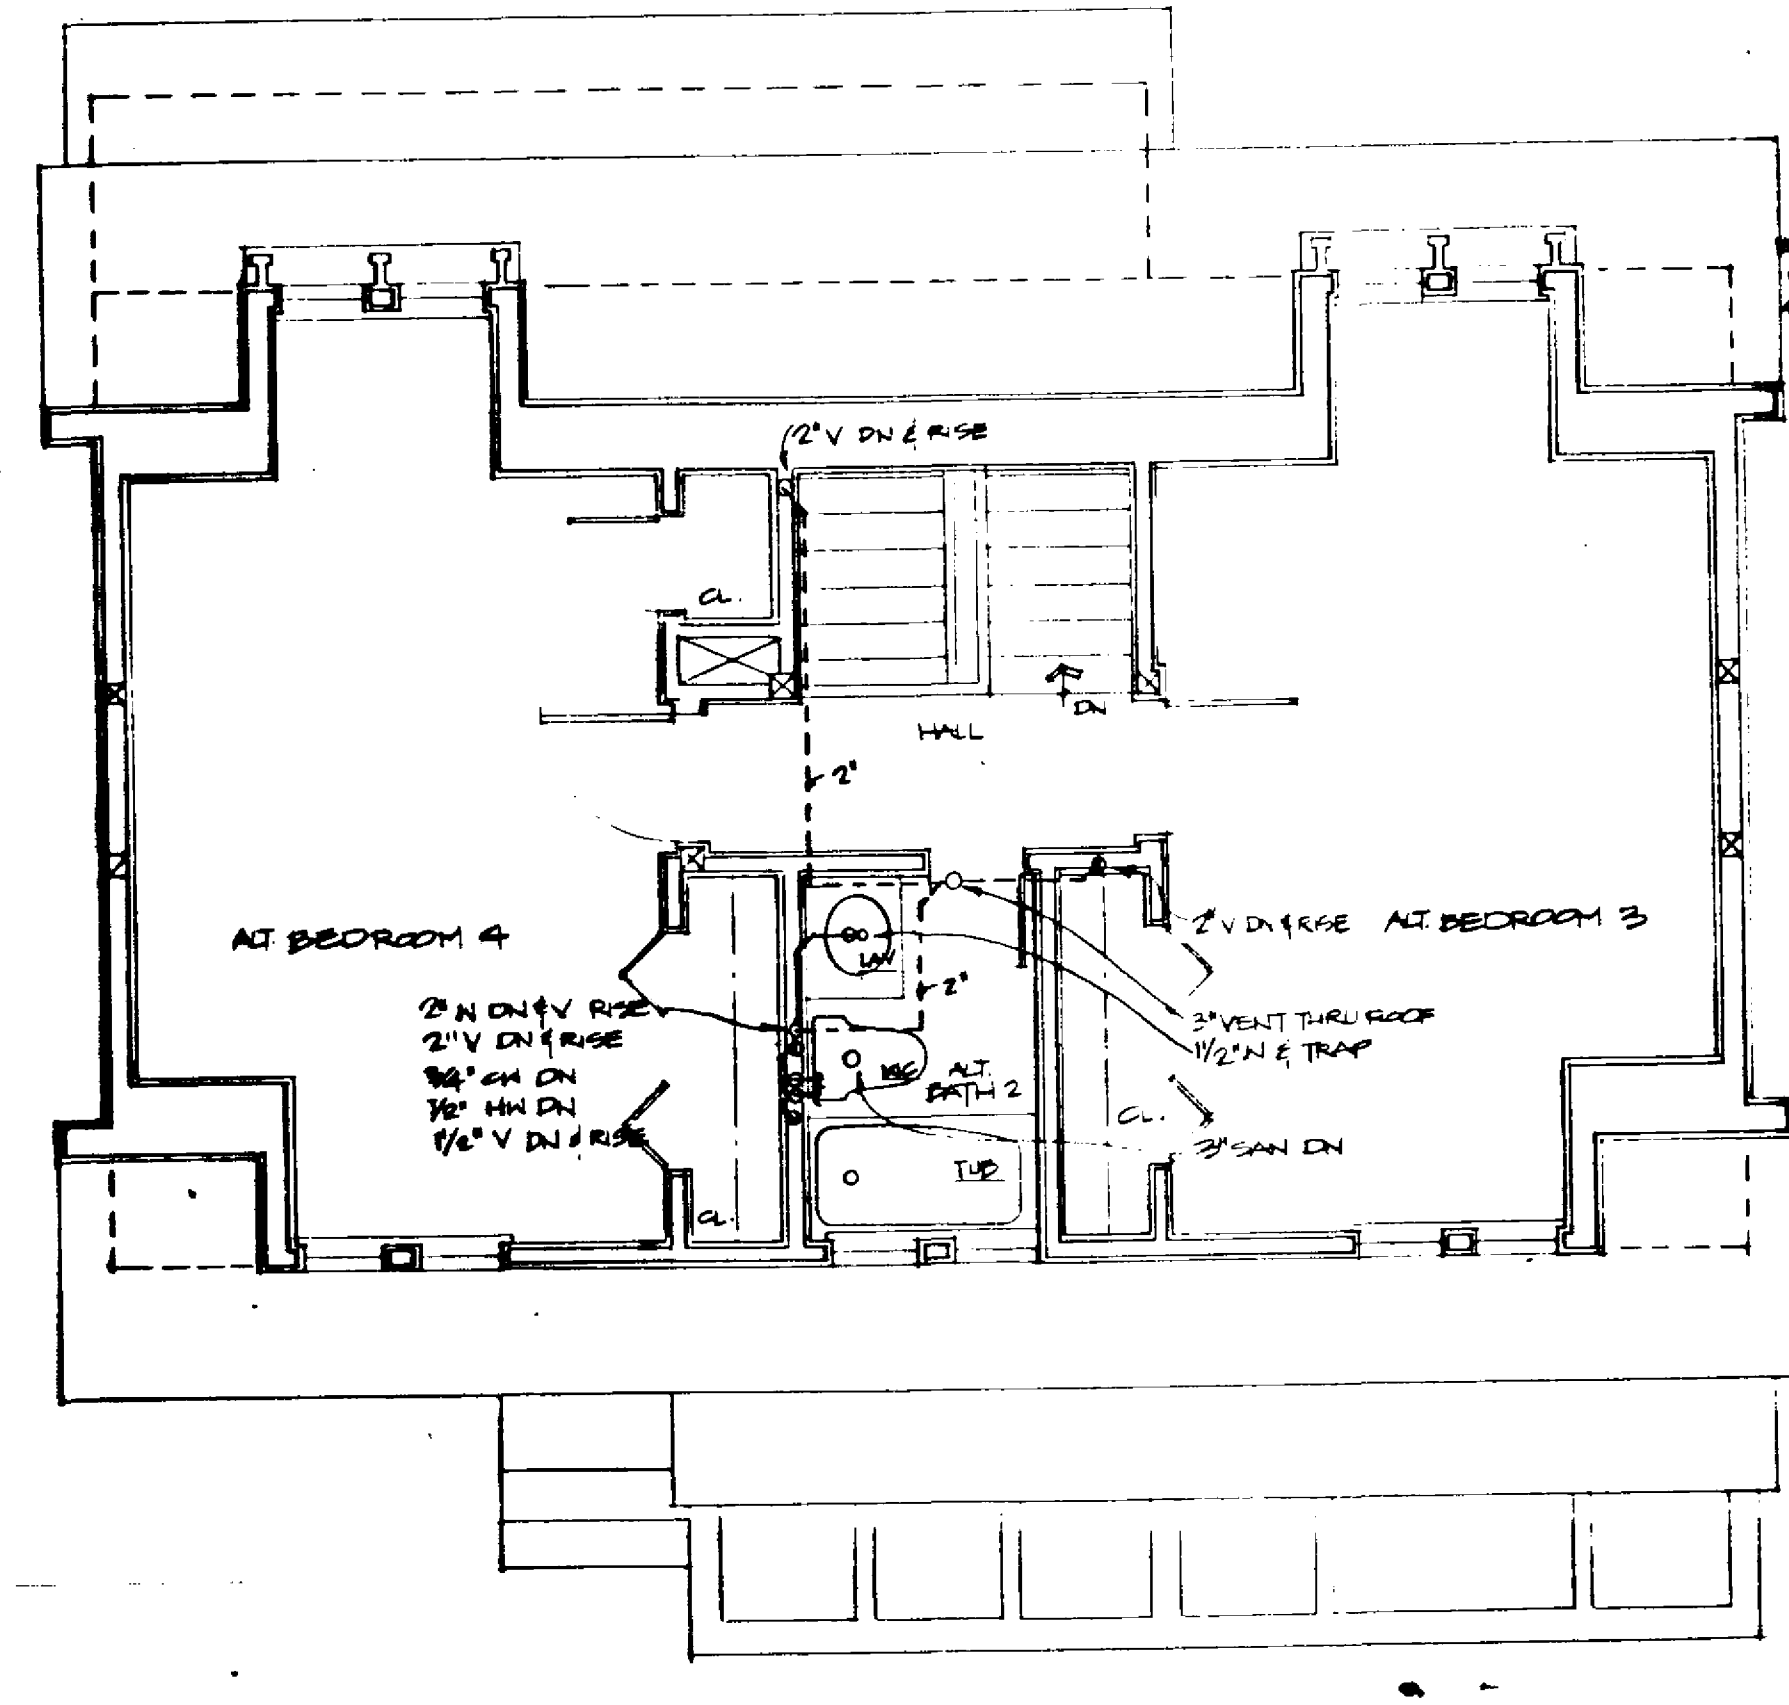 2" V DN & RISE
CL.
DN
HALL
2"
ALT. BEDROOM 4
2" V DN & RISE
ALT. BEDROOM 3
LAV
2"
2" W DN & V RISE
2" V DN & RISE
3/4" CW DN
1/2" HW DN
1 1/2" V DN & RISE
3" VENT THRU ROOF
1 1/2" W & TRAP
WC
ALT.
BATH 2
CL.
3" SAN DN
TUB
CL.